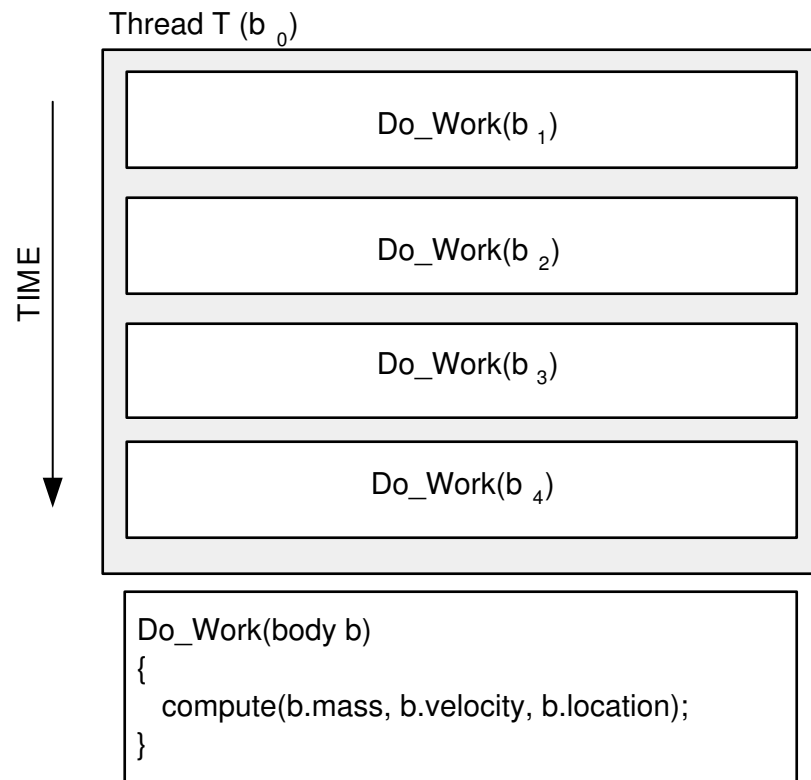 Thread T (b 0)
TIME
Do_Work(b 1)
Do_Work(b 2)
Do_Work(b 3)
Do_Work(b 4)
Do_Work(body b)
{
compute(b.mass, b.velocity, b.location);
}